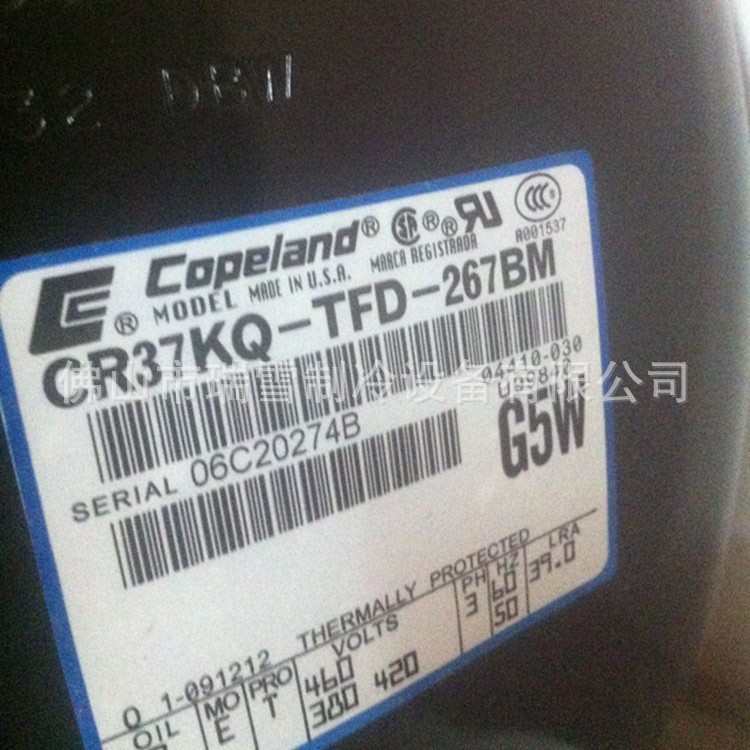 32 DBW
Copeland®
® MODEL MADE IN U.S.A. MARCA REGISTRADA
A001537
CR37KQ-TFD-267BM
佛山市瑞雪制冷设备有限公司
04110-030
G5W
SERIAL 06C20274B
THERMALLY PROTECTED
0 1-091212
OIL MO E PRO T VOLTS PH HZ LRA
460 3 60 39.0
380 420 50